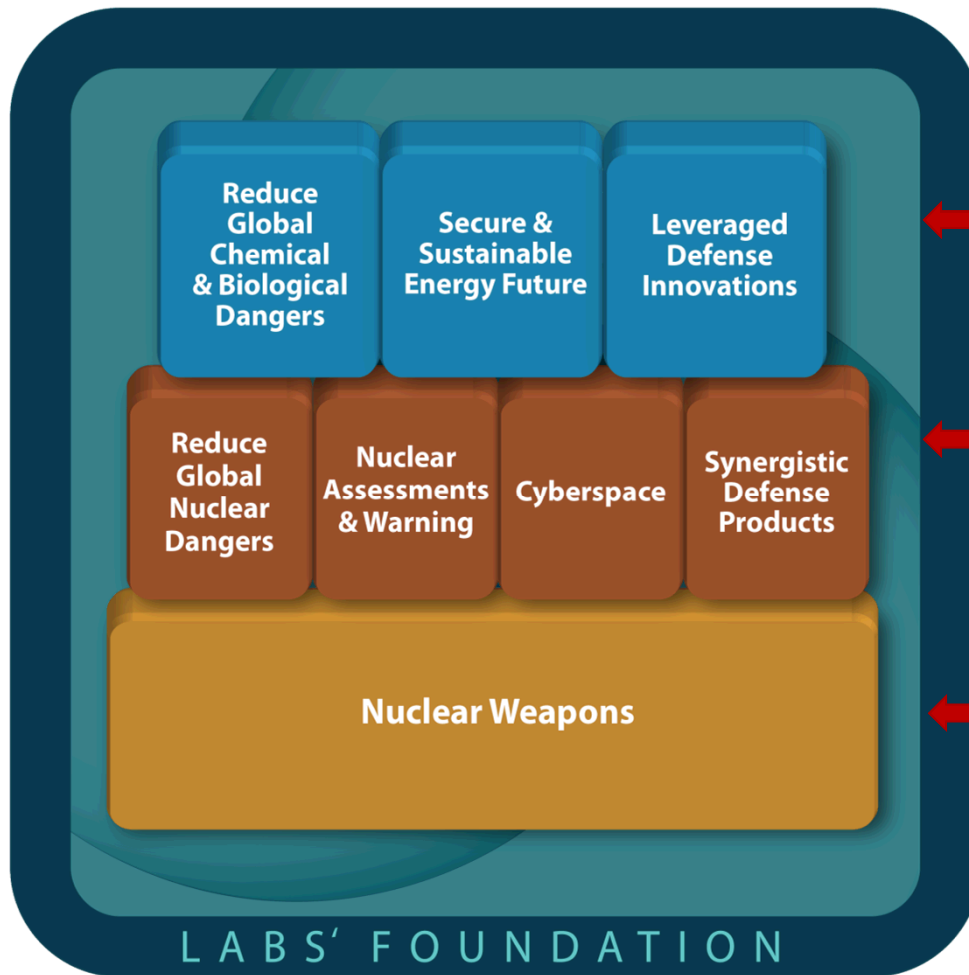 Reduce
Global
Chemical
& Biological
Dangers
Secure &
Sustainable
Energy Future
Leveraged
Defense
Innovations
Reduce
Global
Nuclear
Dangers
Nuclear
Assessments
& Warning
Cyberspace
Synergistic
Defense
Products
Nuclear Weapons
LABS‘ FOUNDATION